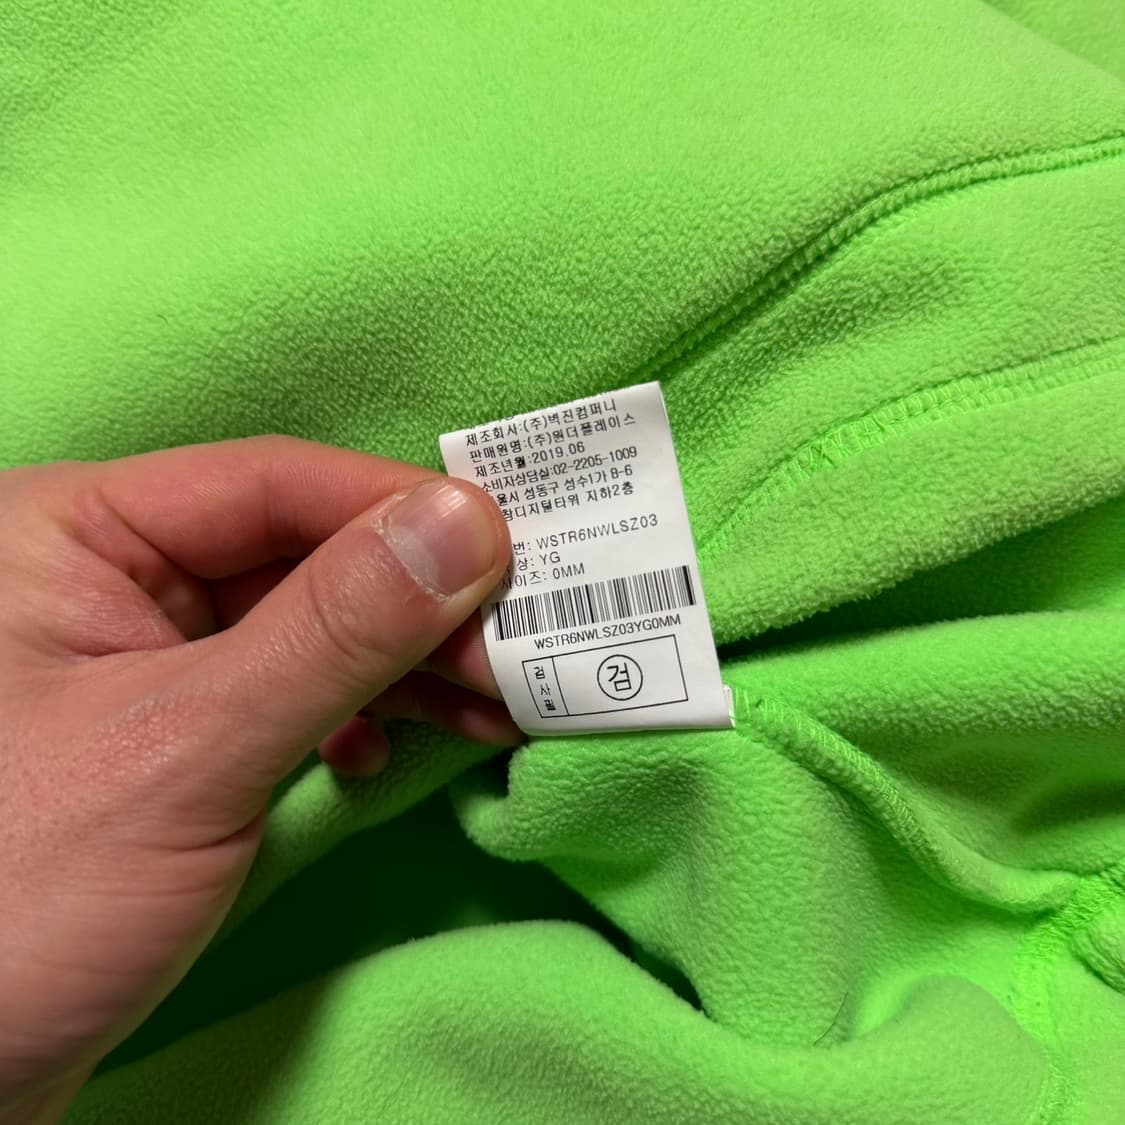 제조회사:(주)벽진컴퍼니
판매원명:(주)원더플레이스
제조년월:2019.06
소비자상담실:02-2205-1009
울시 성동구 성수1가 B-6
창디지털타워 지하2층
번: WSTR6NWLSZ03
상: YG
사이즈: 0MM
WSTR6NWLSZ03YG0MM
검사필
검